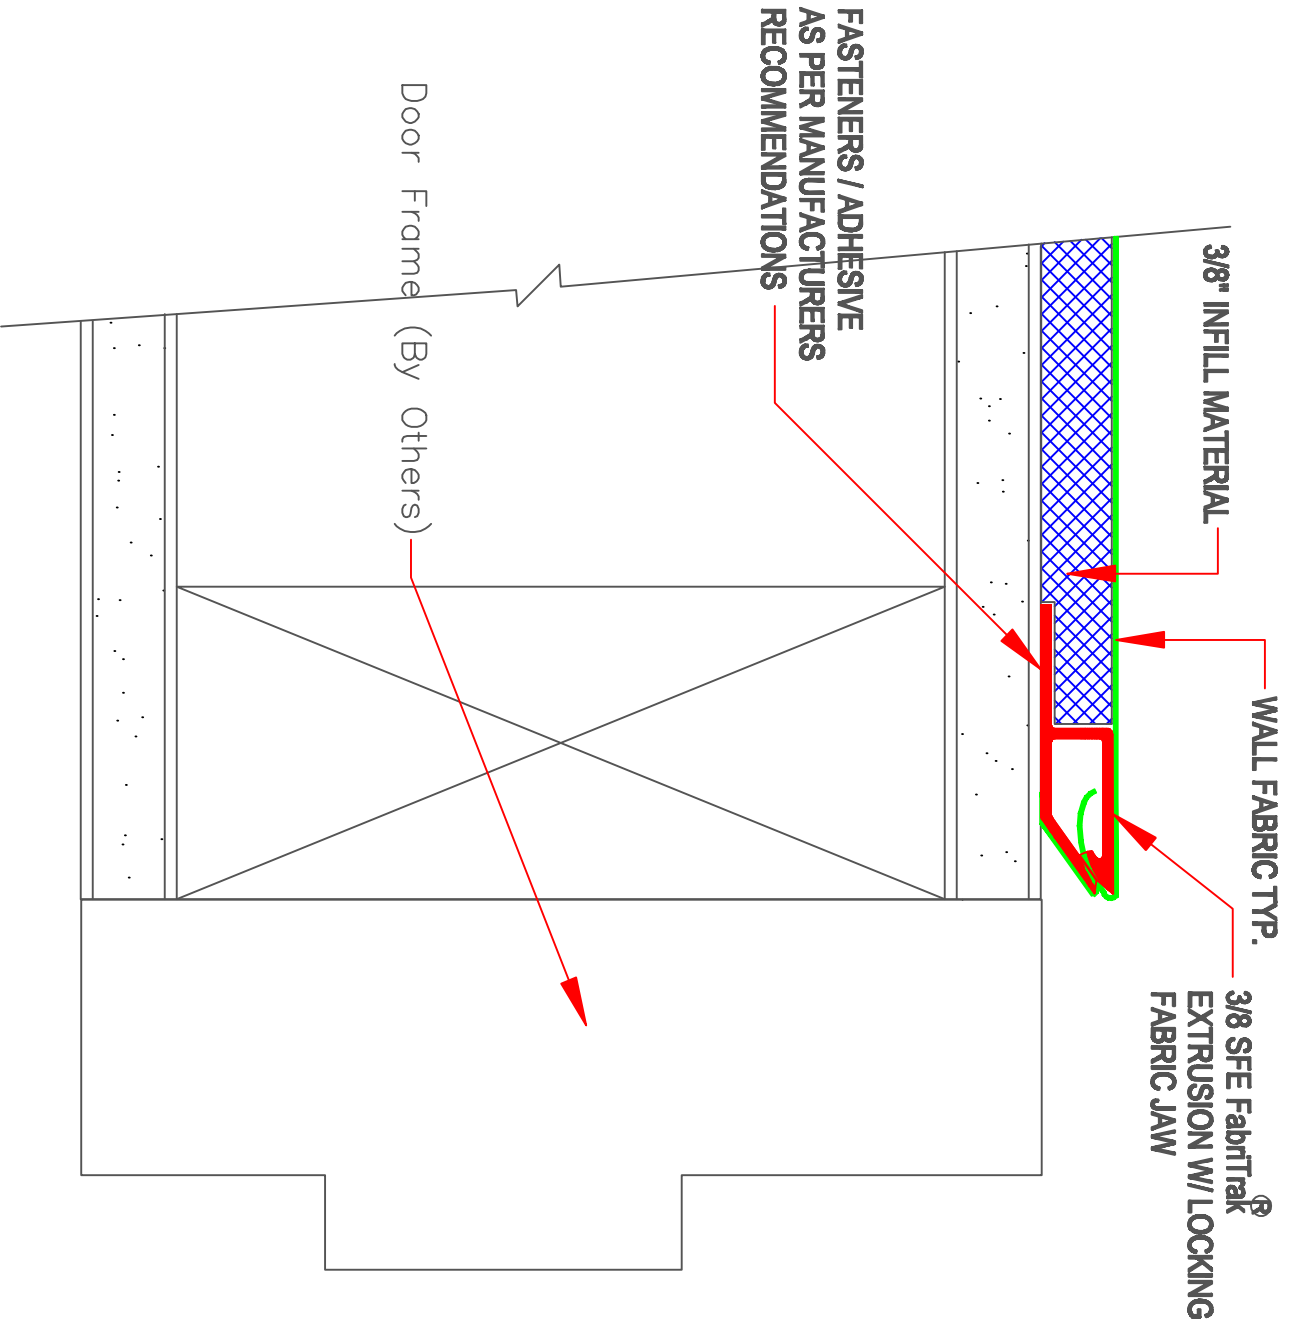 3/8" INFILL MATERIAL
WALL FABRIC TYP.
3/8 SFE FabriTrak®
EXTRUSION W/ LOCKING
FABRIC JAW
FASTENERS / ADHESIVE
AS PER MANUFACTURERS
RECOMMENDATIONS
Door Frame (By Others)